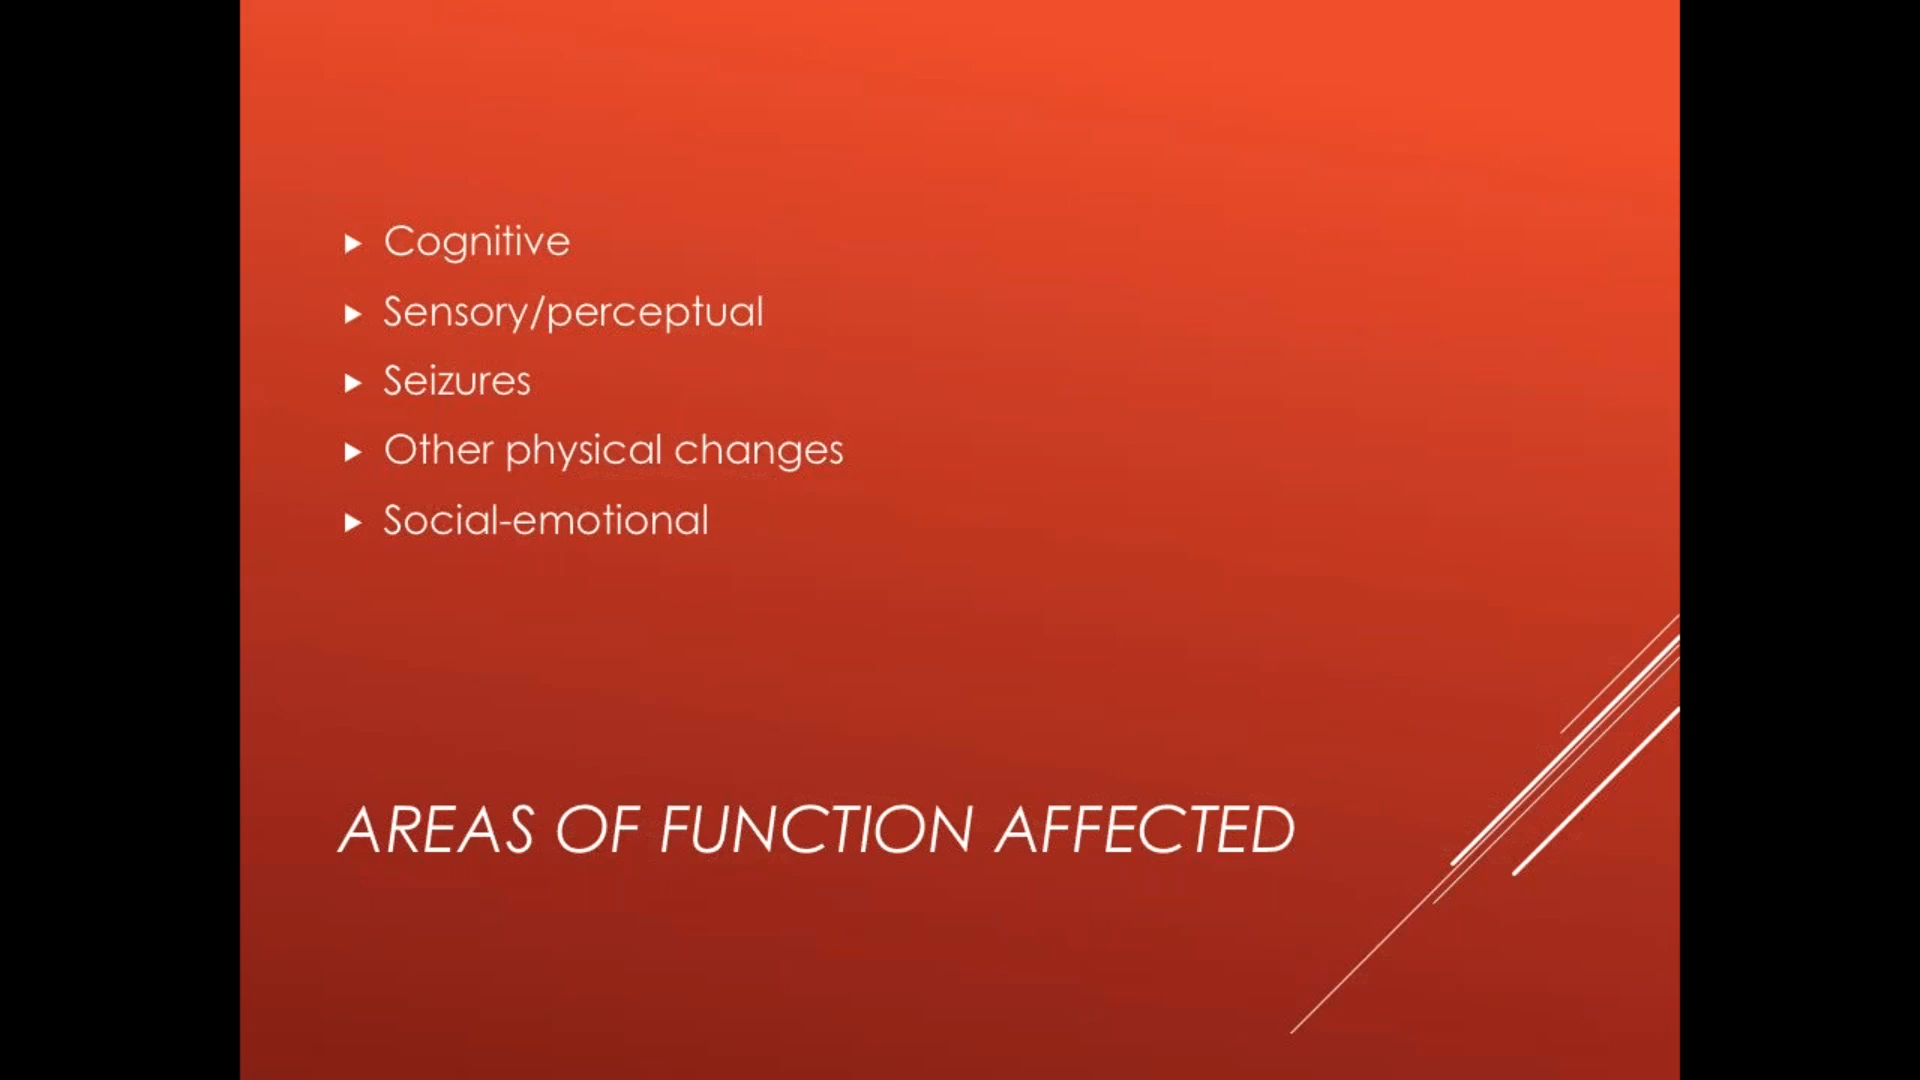 Cognitive
Sensory/perceptual
Seizures
Other physical changes
Social-emotional
AREAS OF FUNCTION AFFECTED